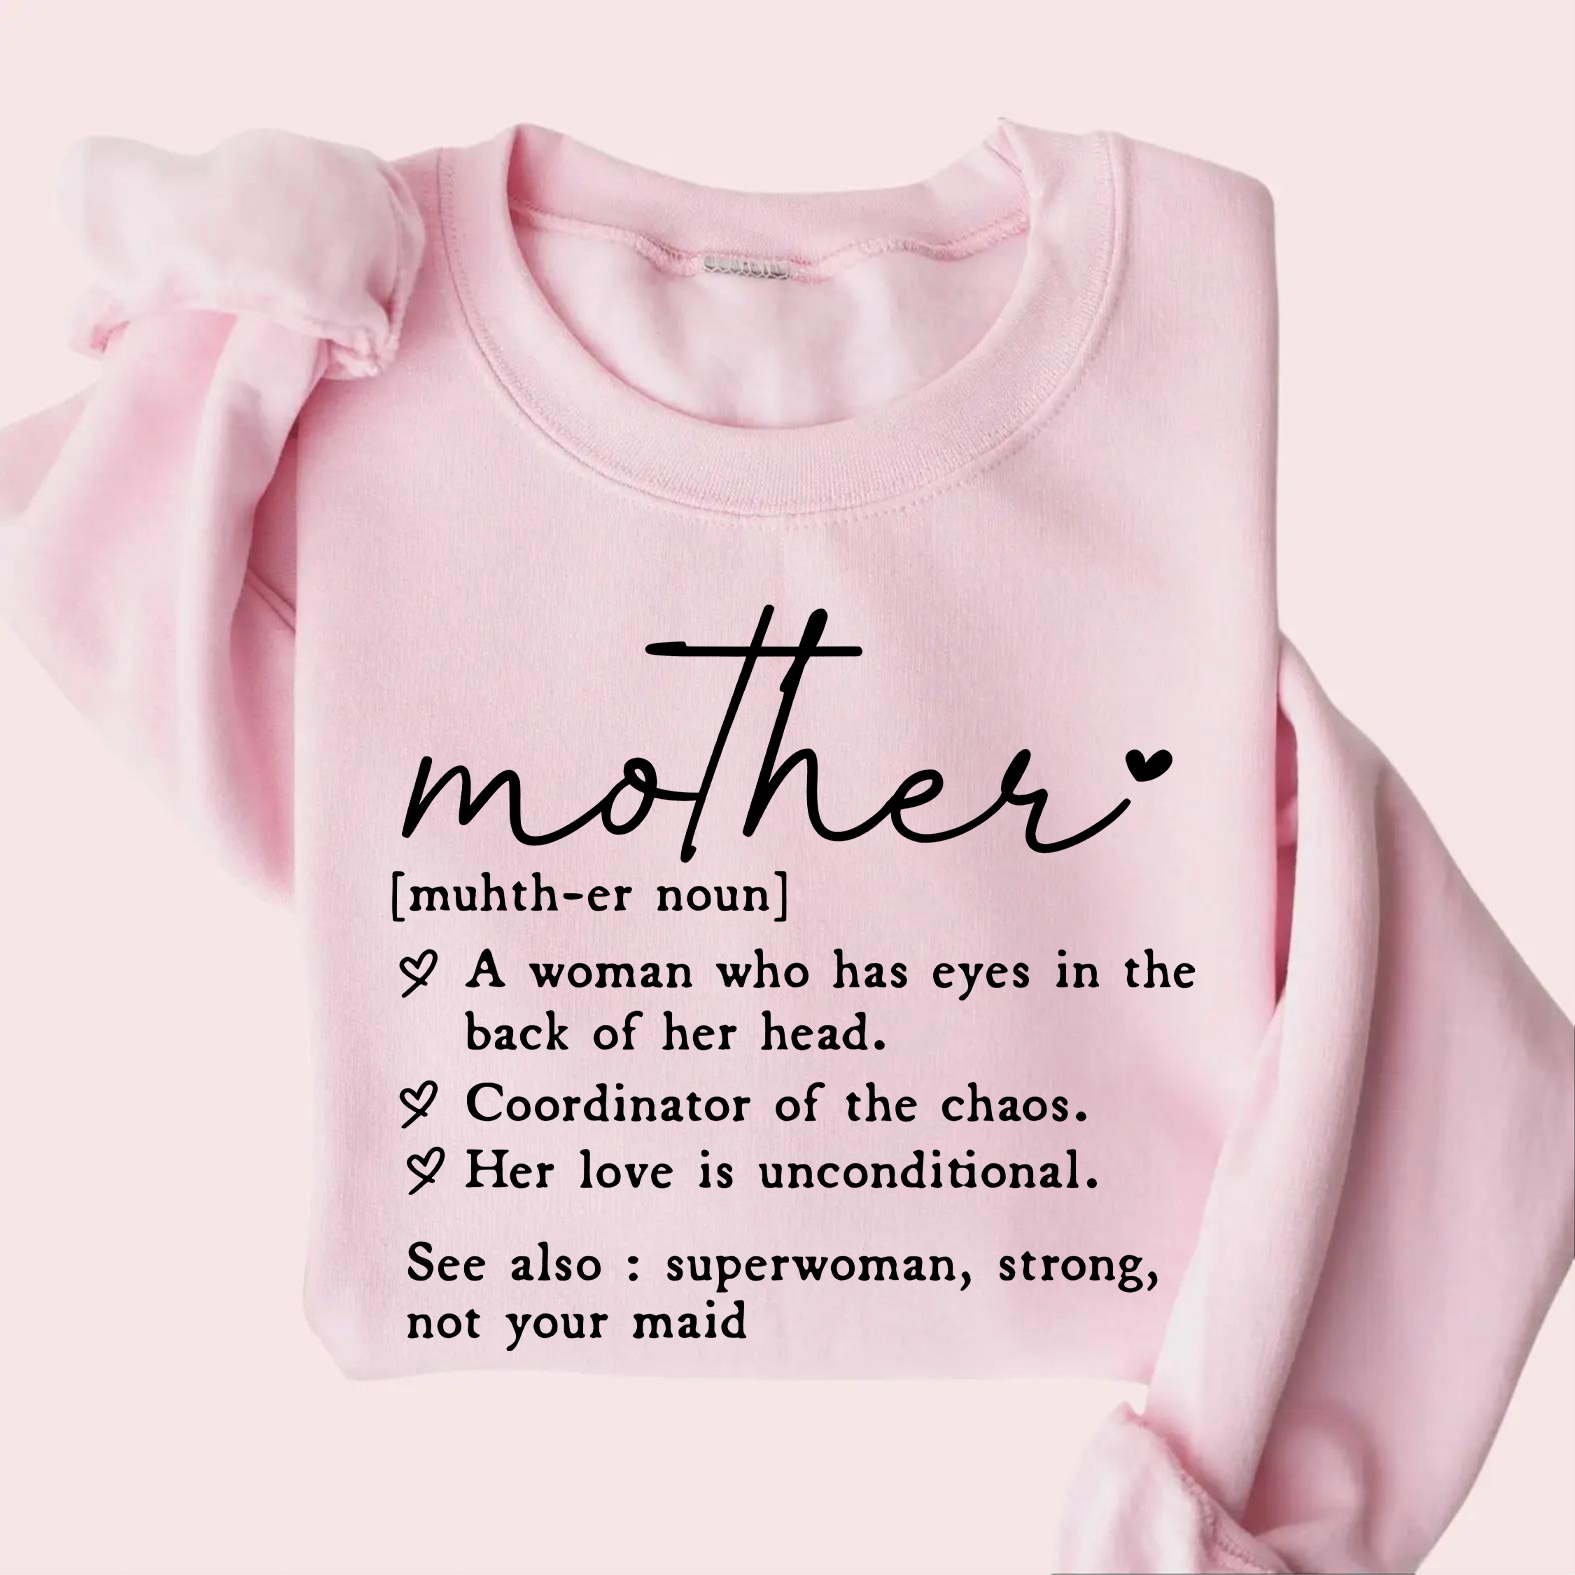 mother
[muhth-er noun]
A woman who has eyes in the
back of her head.
Coordinator of the chaos.
Her love is unconditional.
See also : superwoman, strong,
not your maid